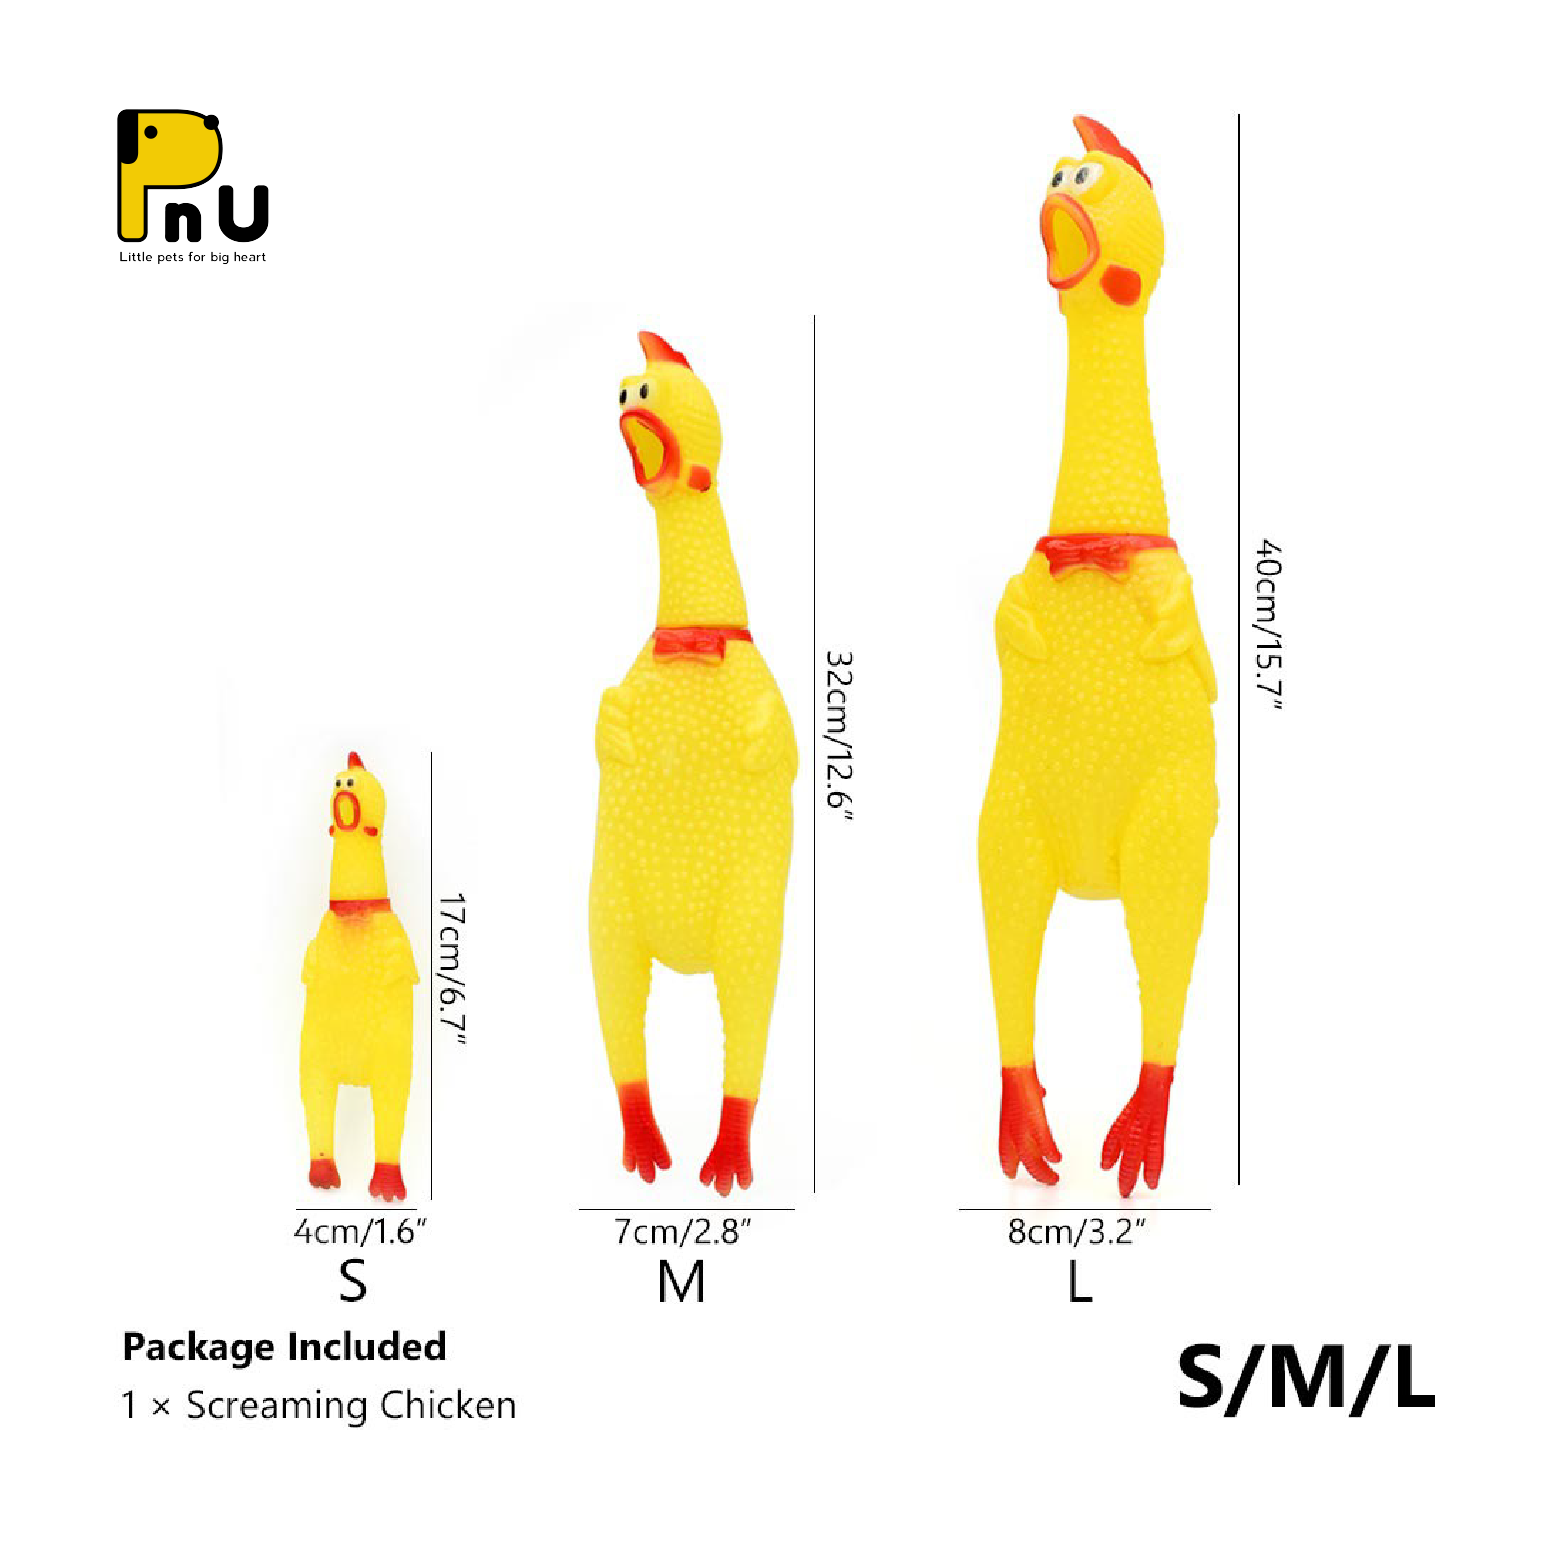 PnU
Little pets for big heart
40cm/15.7"
32cm/12.6"
17cm/6.7"
4cm/1.6"
7cm/2.8"
8cm/3.2"
S
M
L
Package Included
1 × Screaming Chicken
S/M/L